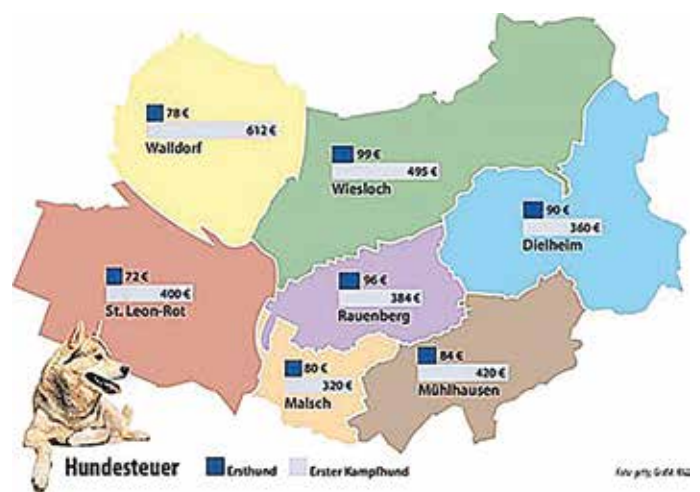 78 €
612 €
Walldorf
99 €
495 €
Wiesloch
90 €
360 €
Dielheim
72 €
400 €
St. Leon-Rot
96 €
384 €
Rauenberg
80 €
320 €
Malsch
84 €
420 €
Mühlhausen
Hundesteuer
Ersthund
Erster Kampfhund